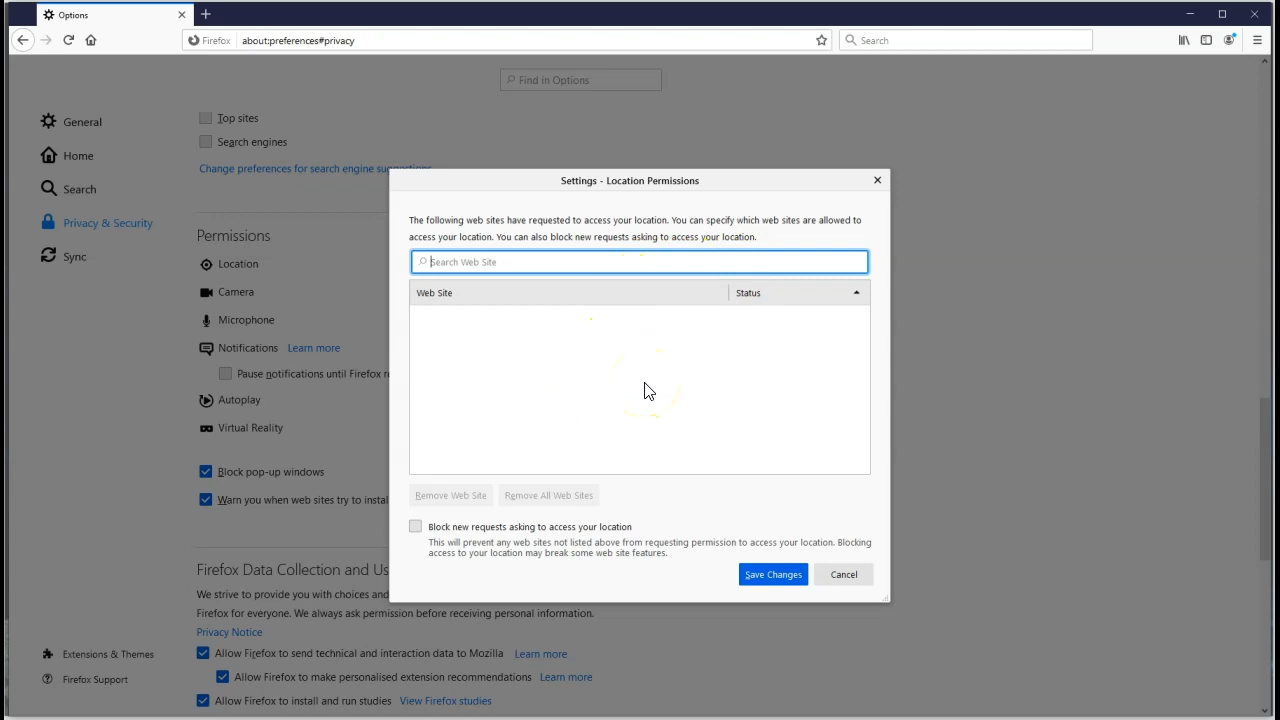 Options
Firefox about:preferences#privacy
Search
Find in Options
General
Home
Search
Privacy & Security
Sync
Extensions & Themes
Firefox Support
Top sites
Search engines
Change preferences for search engine suggestions
Permissions
Location
Camera
Microphone
Notifications Learn more
Pause notifications until Firefox
Autoplay
Virtual Reality
Block pop-up windows
Warn you when web sites try to
Firefox Data Collection and
We strive to provide you with choices and
Firefox for everyone. We always ask permission before receiving personal information.
Privacy Notice
Allow Firefox to send technical and interaction data to Mozilla Learn more
Allow Firefox to make personalised extension recommendations Learn more
Allow Firefox to install and run studies View Firefox studies
Settings - Location Permissions
The following web sites have requested to access your location. You can specify which web sites are allowed to
access your location. You can also block new requests asking to access your location.
Search Web Site
Web Site Status
Remove Web Site Remove All Web Sites
Block new requests asking to access your location
This will prevent any web sites not listed above from requesting permission to access your location. Blocking
access to your location may break some web site features.
Save Changes Cancel